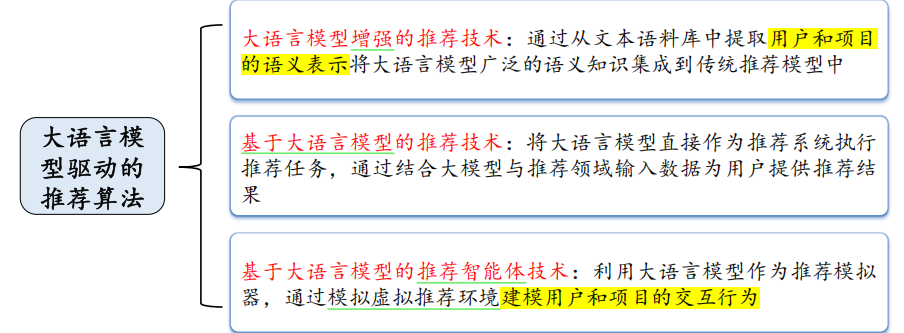 大语言模型增强的推荐技术：通过从文本语料库中提取用户和项目
的语义表示将大语言模型广泛的语义知识集成到传统推荐模型中
大语言模
型驱动的
推荐算法
基于大语言模型的推荐技术：将大语言模型直接作为推荐系统执行
推荐任务，通过结合大模型与推荐领域输入数据为用户提供推荐结
果
基于大语言模型的推荐智能体技术：利用大语言模型作为推荐模拟
器，通过模拟虚拟推荐环境建模用户和项目的交互行为